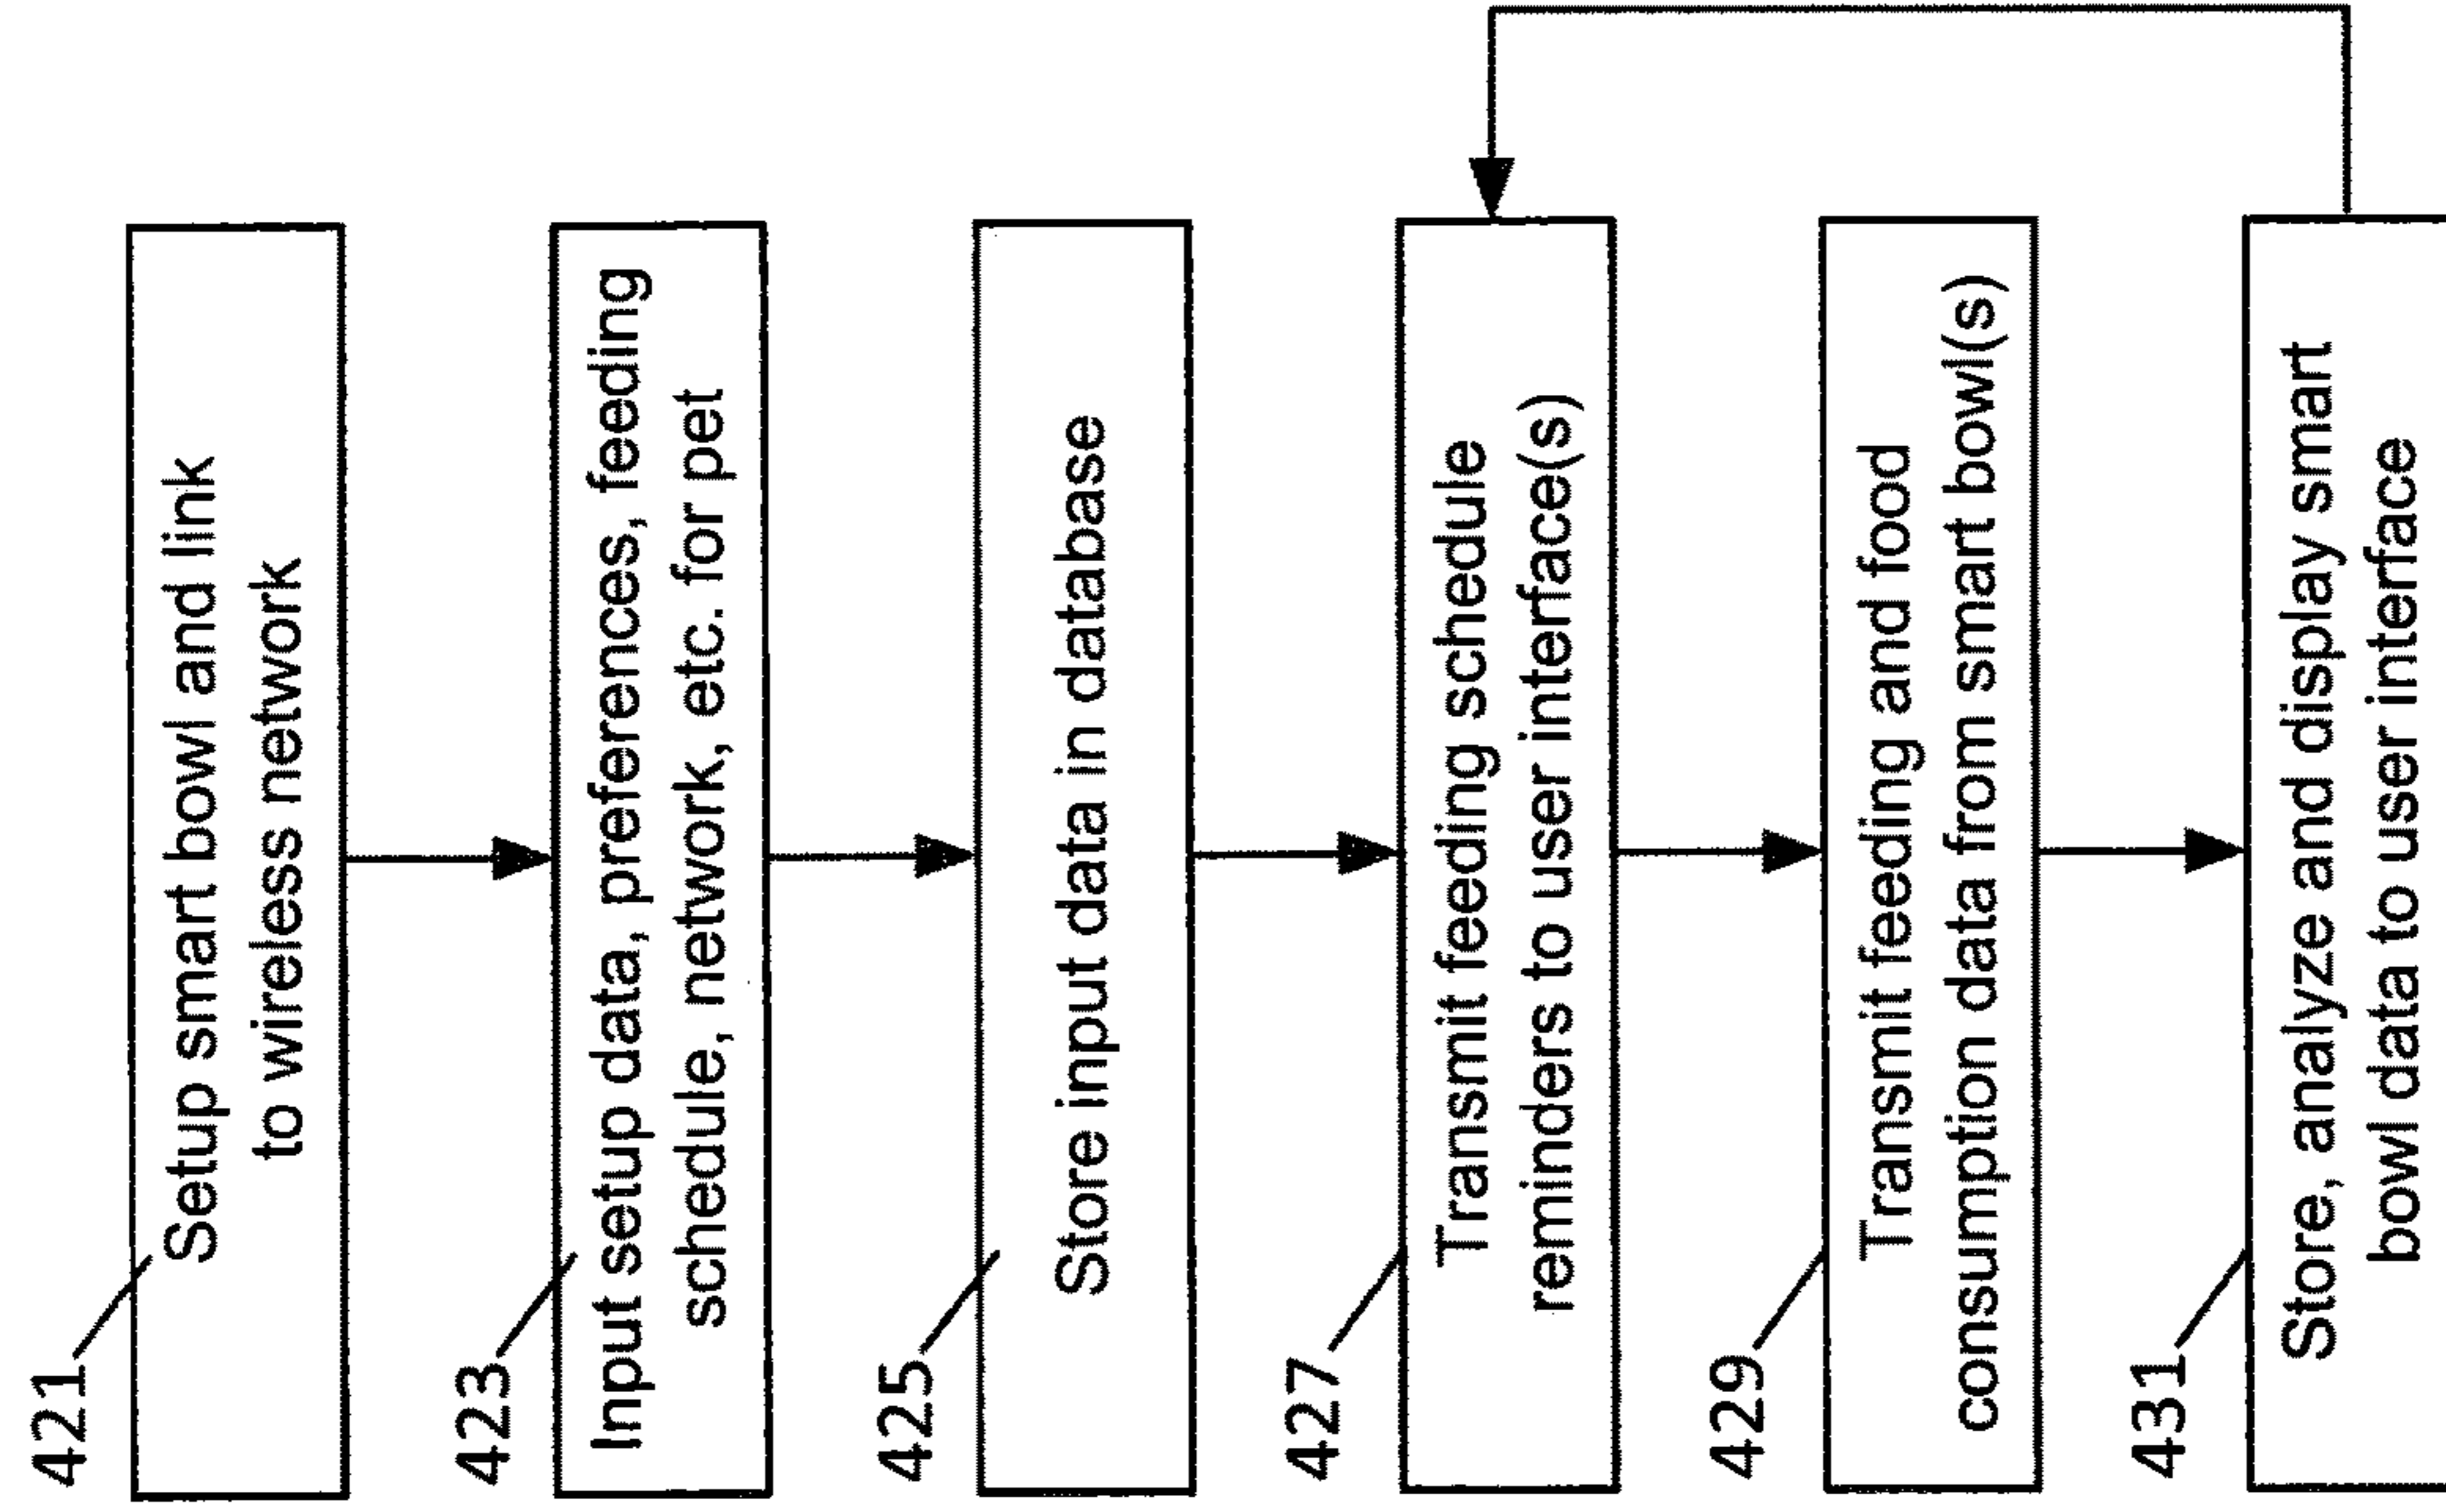 421
Setup smart bowl and link
to wireless network
423
Input setup data, preferences, feeding
schedule, network, etc. for pet
425
Store input data in database
427
Transmit feeding schedule
reminders to user interface(s)
429
Transmit feeding and food
consumption data from smart bowl(s)
431
Store, analyze and display smart
bowl data to user interface